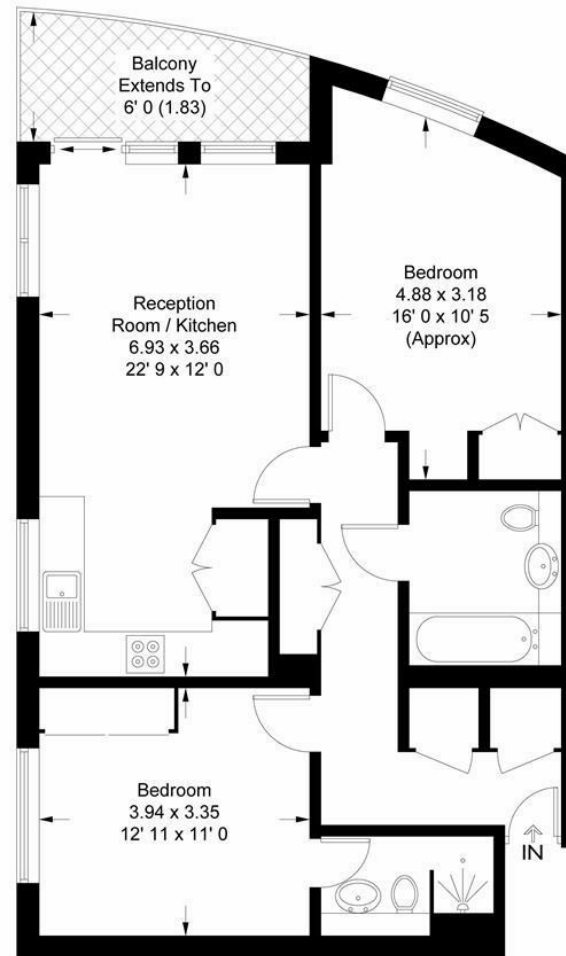 Balcony
Extends To
6' 0 (1.83)
Reception
Room / Kitchen
6.93 x 3.66
22' 9 x 12' 0
Bedroom
4.88 x 3.18
16' 0 x 10' 5
(Approx)
Bedroom
3.94 x 3.35
12' 11 x 11' 0
IN